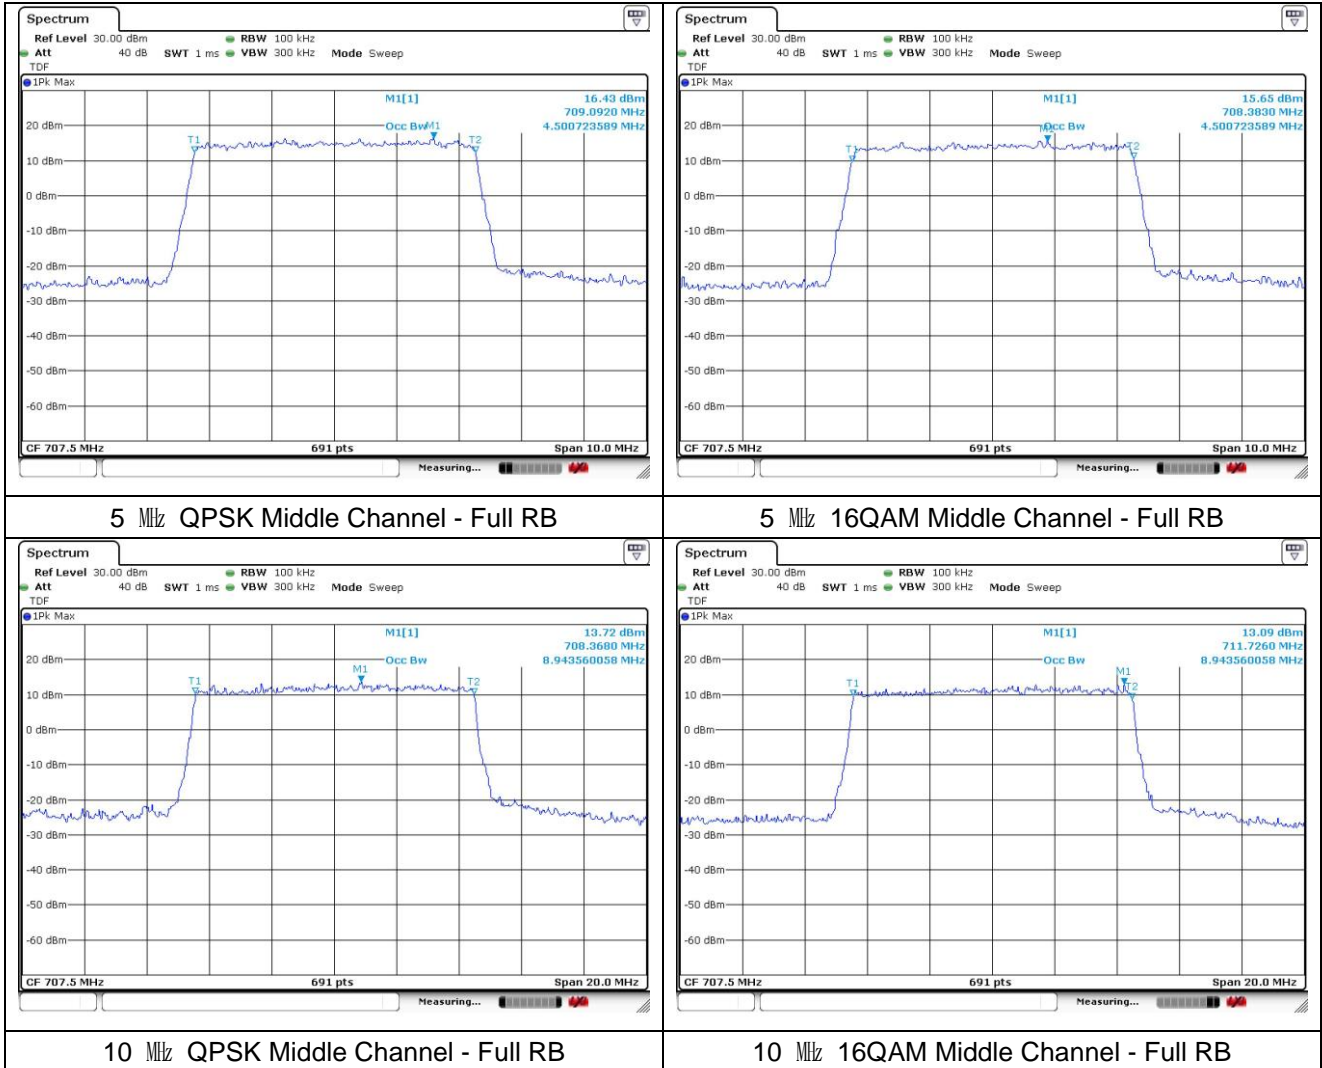 Spectrum
Ref Level 30.00 dBm RBW 100 kHz
Att 40 dB SWT 1 ms VBW 300 kHz Mode Sweep
TDF
1Pk Max
M1[1] 16.43 dBm
709.0920 MHz
Occ Bw 4.500723589 MHz
M1
T1
T2
20 dBm
10 dBm
0 dBm
-10 dBm
-20 dBm
-30 dBm
-40 dBm
-50 dBm
-60 dBm
CF 707.5 MHz 691 pts Span 10.0 MHz
Measuring...
5 ㎒ QPSK Middle Channel - Full RB
Spectrum
Ref Level 30.00 dBm RBW 100 kHz
Att 40 dB SWT 1 ms VBW 300 kHz Mode Sweep
TDF
1Pk Max
M1[1] 15.65 dBm
708.3830 MHz
Occ Bw 4.500723589 MHz
M1
T1
T2
20 dBm
10 dBm
0 dBm
-10 dBm
-20 dBm
-30 dBm
-40 dBm
-50 dBm
-60 dBm
CF 707.5 MHz 691 pts Span 10.0 MHz
Measuring...
5 ㎒ 16QAM Middle Channel - Full RB
Spectrum
Ref Level 30.00 dBm RBW 100 kHz
Att 40 dB SWT 1 ms VBW 300 kHz Mode Sweep
TDF
1Pk Max
M1[1] 13.72 dBm
708.3680 MHz
Occ Bw 8.943560058 MHz
M1
T1
T2
20 dBm
10 dBm
0 dBm
-10 dBm
-20 dBm
-30 dBm
-40 dBm
-50 dBm
-60 dBm
CF 707.5 MHz 691 pts Span 20.0 MHz
Measuring...
10 ㎒ QPSK Middle Channel - Full RB
Spectrum
Ref Level 30.00 dBm RBW 100 kHz
Att 40 dB SWT 1 ms VBW 300 kHz Mode Sweep
TDF
1Pk Max
M1[1] 13.09 dBm
711.7260 MHz
Occ Bw 8.943560058 MHz
M1
T1
T2
20 dBm
10 dBm
0 dBm
-10 dBm
-20 dBm
-30 dBm
-40 dBm
-50 dBm
-60 dBm
CF 707.5 MHz 691 pts Span 20.0 MHz
Measuring...
10 ㎒ 16QAM Middle Channel - Full RB